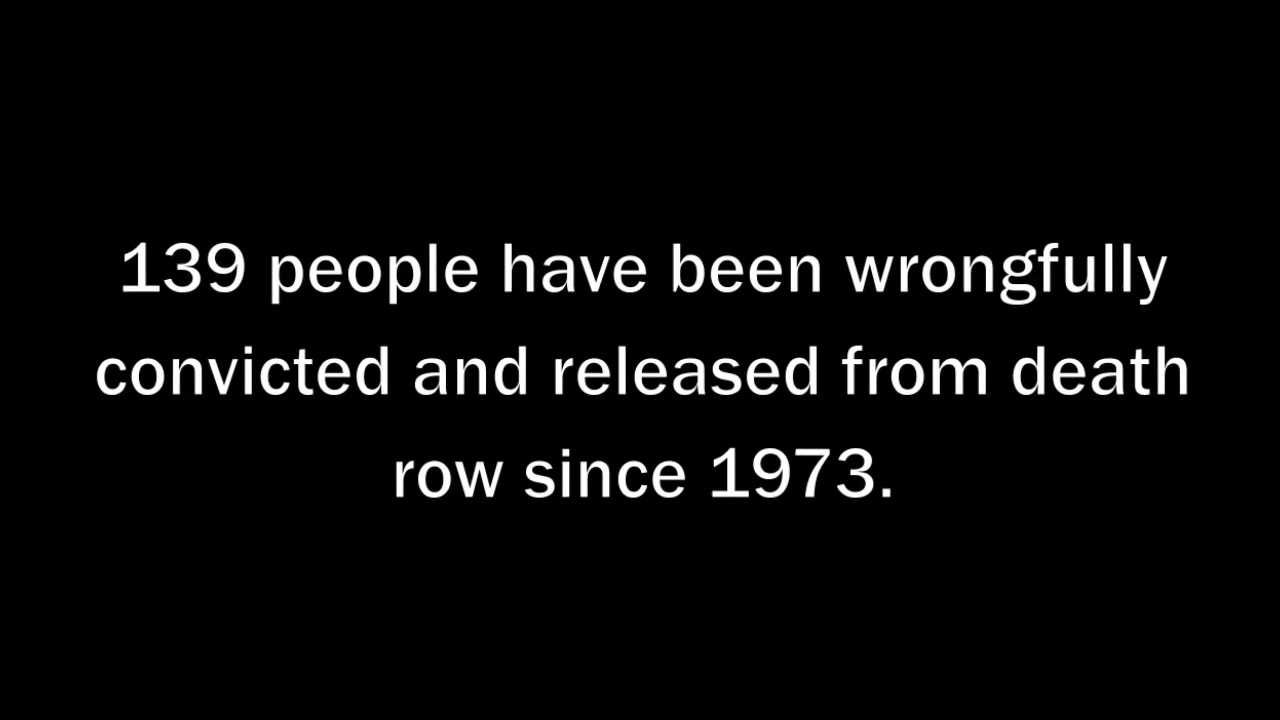 139 people have been wrongfully
convicted and released from death
row since 1973.